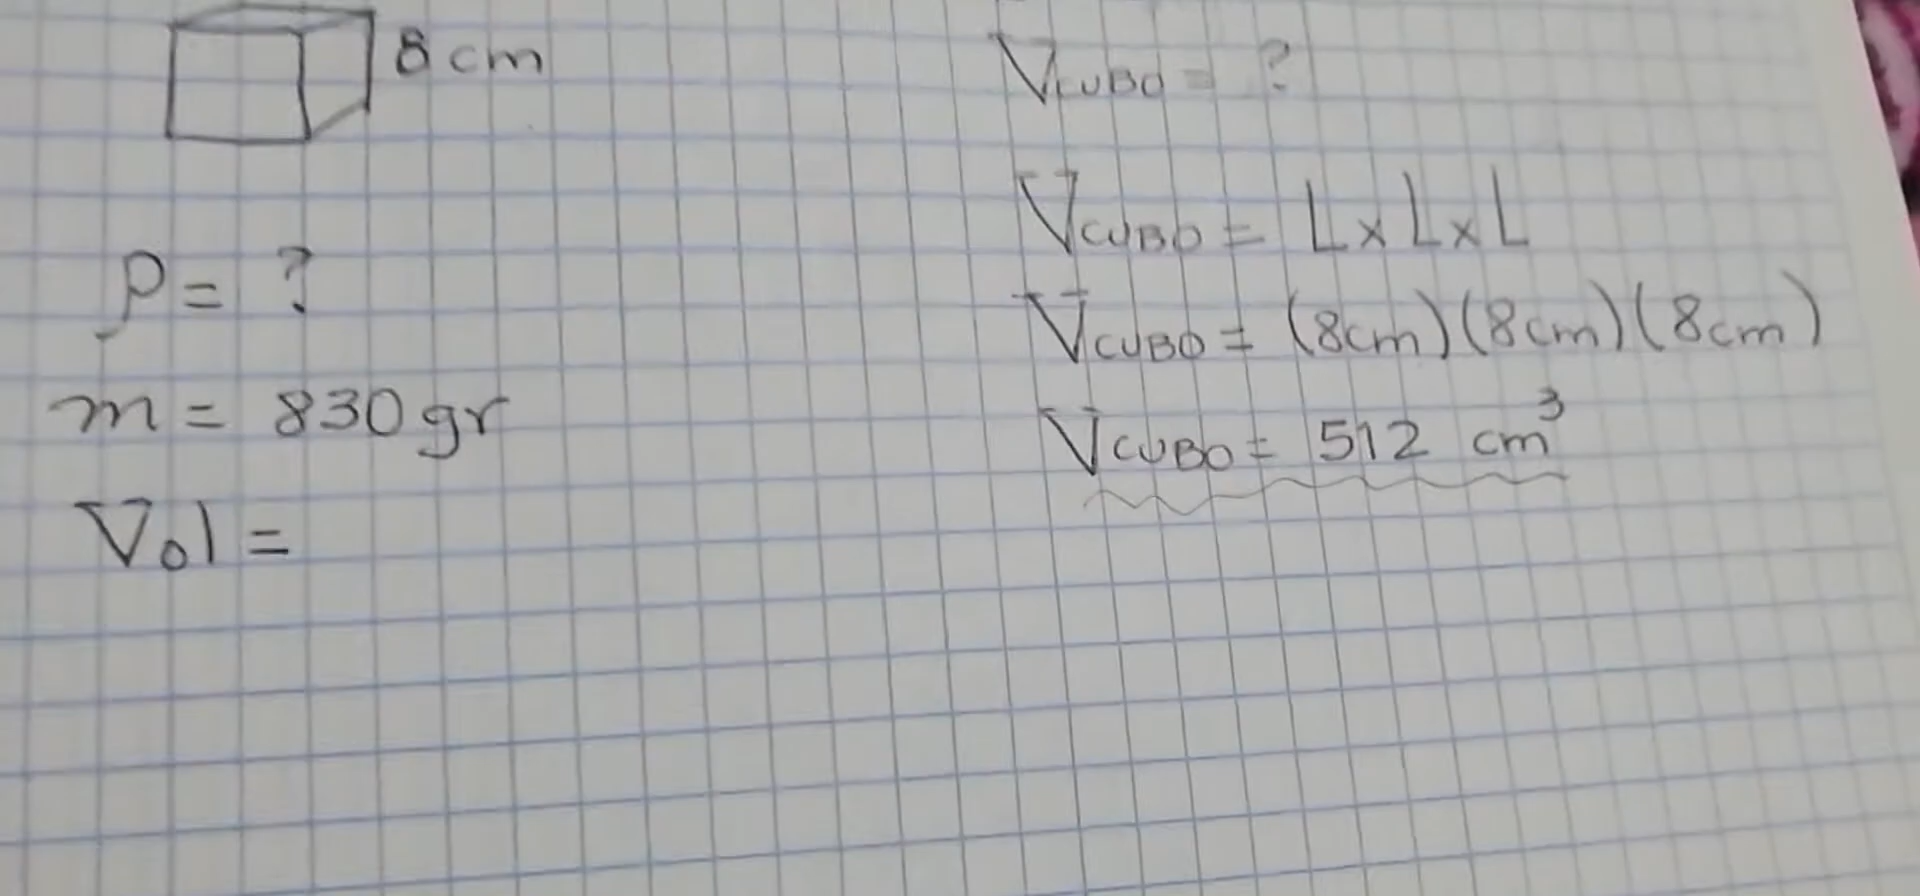 8 cm
ρ = ?
m = 830 gr
Vol =
VCUBO = ?
VCUBO = L x L x L
VCUBO = (8cm)(8cm)(8cm)
VCUBO = 512 cm³